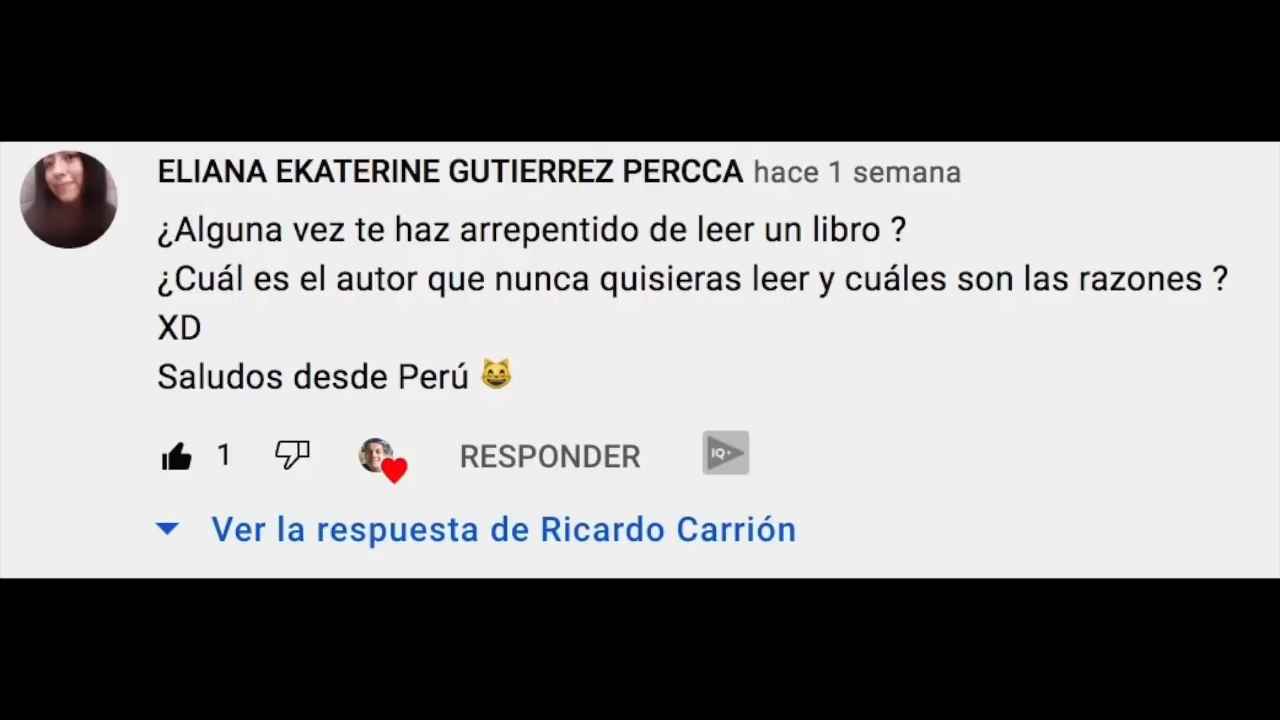 ELIANA EKATERINE GUTIERREZ PERCCA hace 1 semana
¿Alguna vez te haz arrepentido de leer un libro ?
¿Cuál es el autor que nunca quisieras leer y cuáles son las razones ?
XD
Saludos desde Perú 😸
1 RESPONDER IQ+
Ver la respuesta de Ricardo Carrión